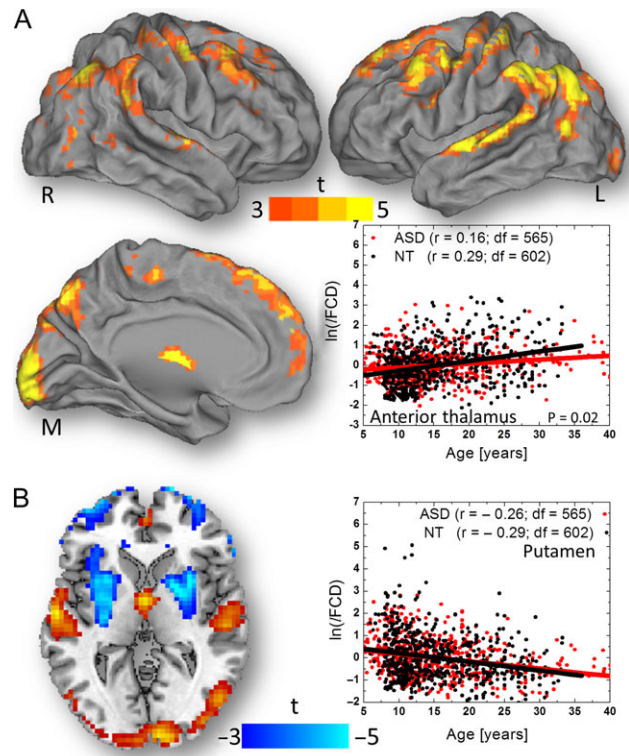 A
R
L
t
3 5
ASD (r = 0.16; df = 565)
NT (r = 0.29; df = 602)
ln(lFCD)
5
4
3
2
1
0
-1
-2
-3
Anterior thalamus P = 0.02
5 10 15 20 25 30 35 40
Age [years]
M
B
ASD (r = – 0.26; df = 565)
NT (r = – 0.29; df = 602)
Putamen
ln(lFCD)
7
6
5
4
3
2
1
0
–1
–2
5 10 15 20 25 30 35 40
Age [years]
t
–3 –5